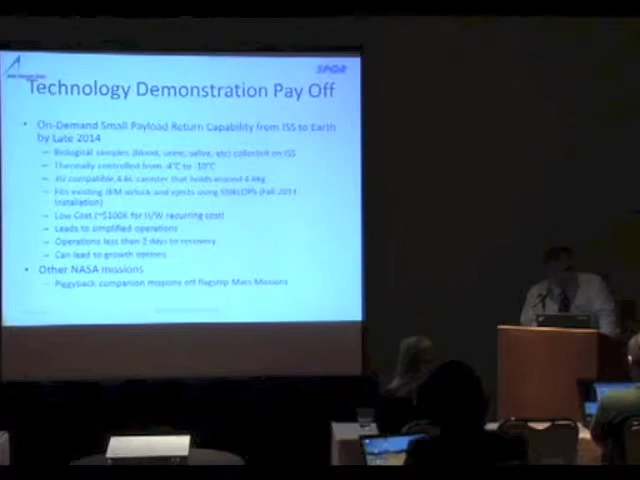 SPQR
Technology Demonstration Pay Off
• On-Demand Small Payload Return Capability from ISS to Earth
by Late 2014
– Biological samples (blood, urine, saliva, etc) collected on ISS
– Thermally controlled from -4°C to -10°C
– 4U compatible 4.6L canister that holds around 4.6kg
– Fits existing JEM airlock and ejects using SSIKLOPs (Fall 2013
installation)
– Low Cost (~$100K for H/W recurring cost)
– Leads to simplified operations
– Operations less than 2 days to recovery
– Can lead to growth options
• Other NASA missions
– Piggyback companion missions off flagship Mars Missions